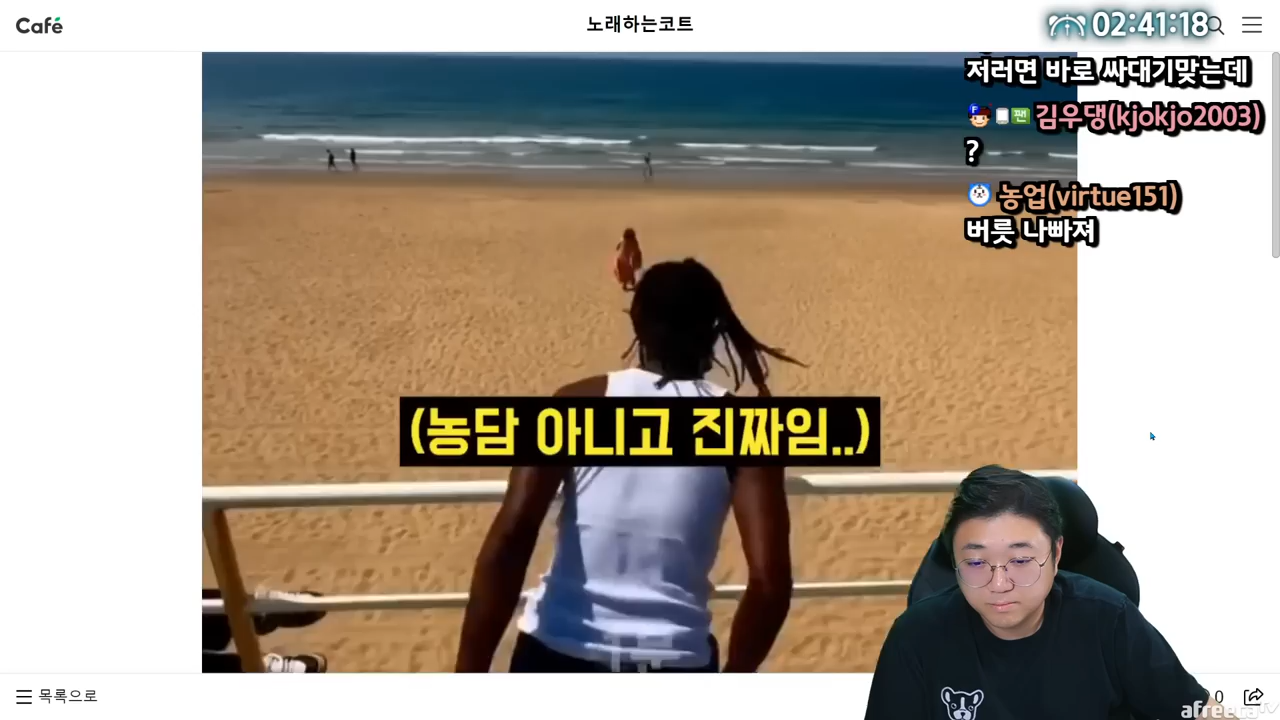 Café
노래하는코트
02:41:18
저러면 바로 싸대기맞는데
F 팬 김우댕(kjokjo2003)
?
농업(virtue151)
버릇 나빠져
(농담 아니고 진짜임..)
목록으로
0
afreecaTV